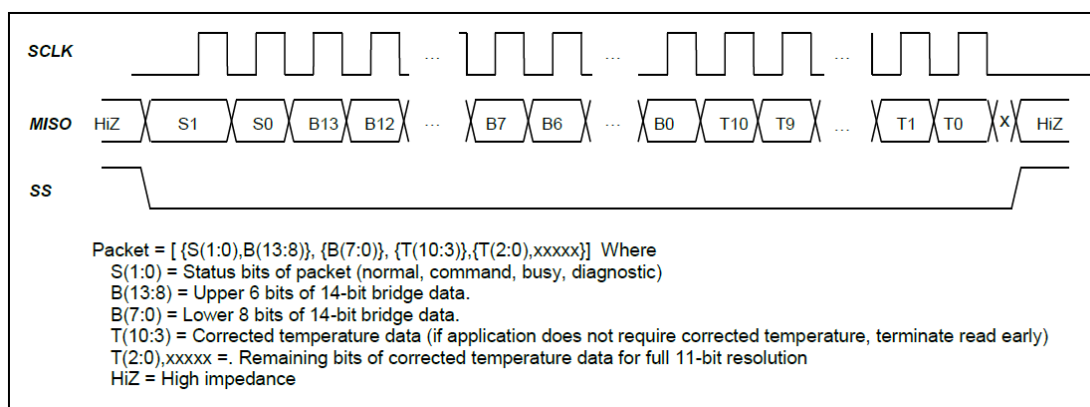 SCLK ... ... ...
MISO HiZ S1 S0 B13 B12 ... B7 B6 ... B0 T10 T9 ... T1 T0 X HiZ
SS
Packet = [ {S(1:0),B(13:8)}, {B(7:0)}, {T(10:3)},{T(2:0),xxxxx}] Where
S(1:0) = Status bits of packet (normal, command, busy, diagnostic)
B(13:8) = Upper 6 bits of 14-bit bridge data.
B(7:0) = Lower 8 bits of 14-bit bridge data.
T(10:3) = Corrected temperature data (if application does not require corrected temperature, terminate read early)
T(2:0),xxxxx =. Remaining bits of corrected temperature data for full 11-bit resolution
HiZ = High impedance